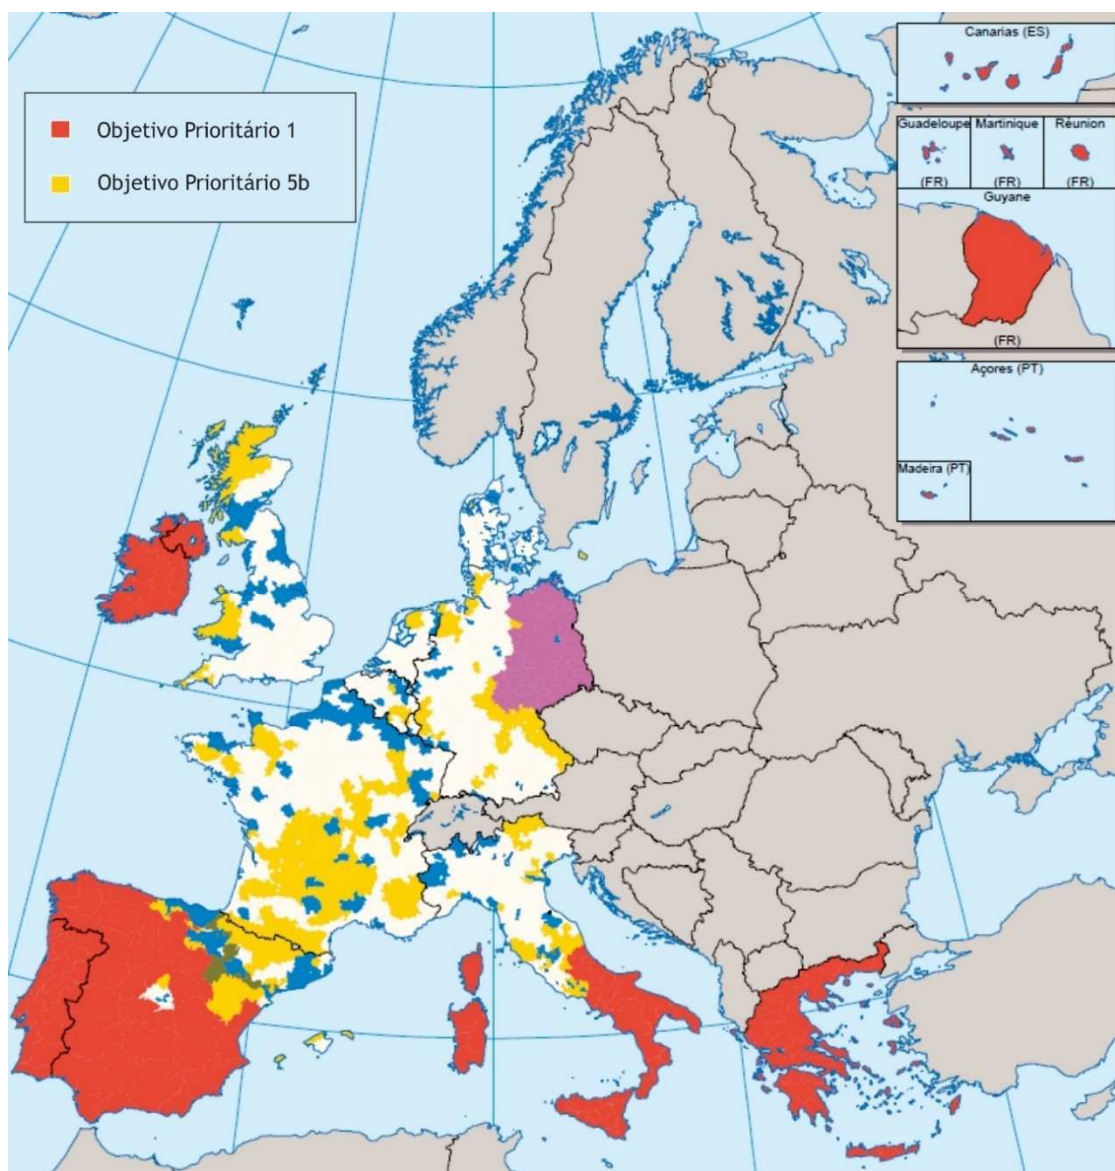 Objetivo Prioritário 1
Objetivo Prioritário 5b
Canarias (ES)
Guadeloupe
(FR)
Martinique
(FR)
Réunion
(FR)
Guyane
(FR)
Açores (PT)
Madeira (PT)